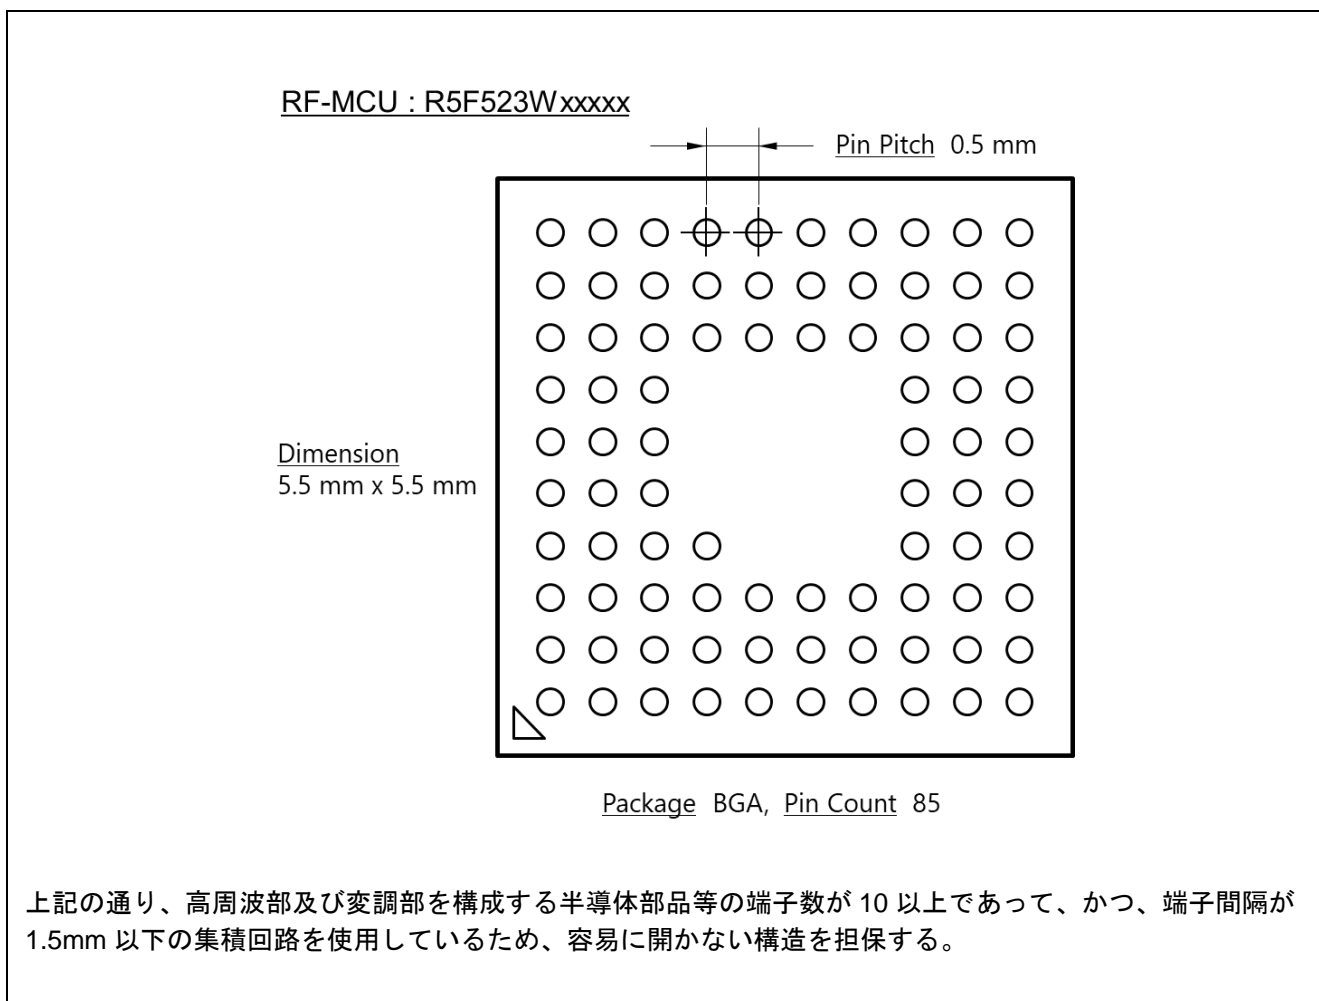 RF-MCU : R5F523Wxxxxx
Pin Pitch 0.5 mm
Dimension
5.5 mm x 5.5 mm
Package BGA, Pin Count 85
上記の通り、高周波部及び変調部を構成する半導体部品等の端子数が 10 以上であって、かつ、端子間隔が
1.5mm 以下の集積回路を使用しているため、容易に開かない構造を担保する。